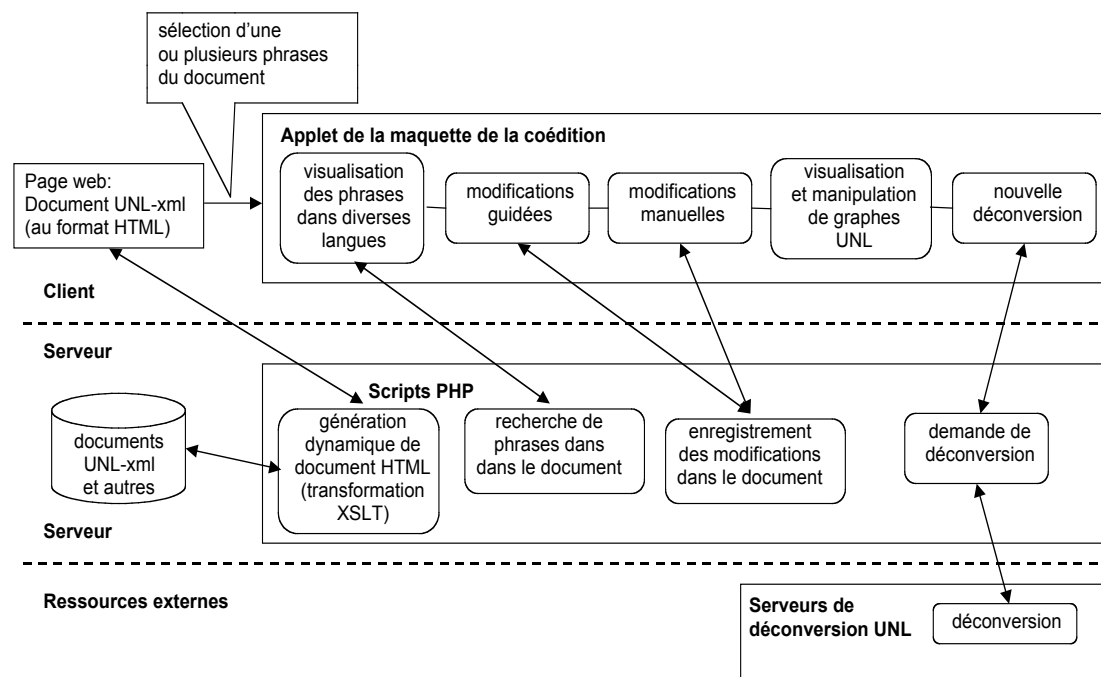 sélection d'une
ou plusieurs phrases
du document
Applet de la maquette de la coédition
Page web:
Document UNL-xml
(au format HTML)
visualisation
des phrases
dans diverses
langues
modifications
guidées
modifications
manuelles
visualisation
et manipulation
de graphes
UNL
nouvelle
déconversion
Client
Serveur
Scripts PHP
documents
UNL-xml
et autres
génération
dynamique de
document HTML
(transformation
XSLT)
recherche de
phrases dans
dans le document
enregistrement
des modifications
dans le document
demande de
déconversion
Serveur
Ressources externes
Serveurs de
déconversion UNL
déconversion